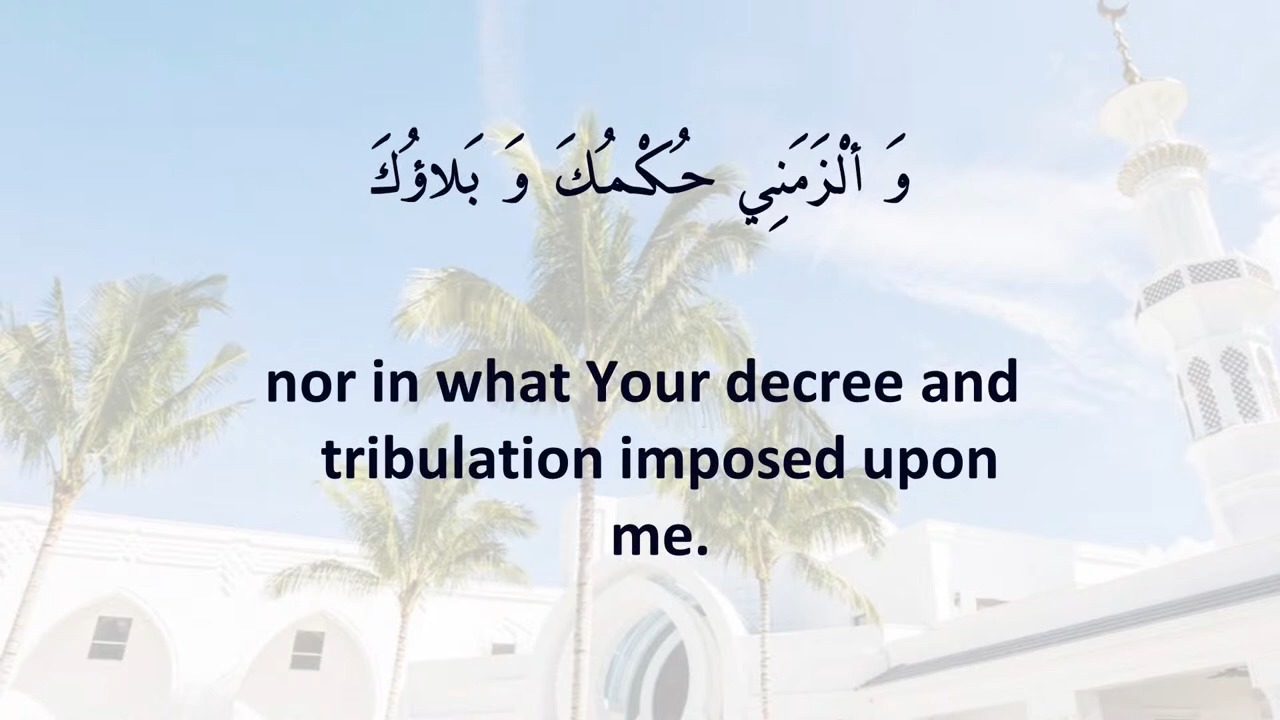 وَ أَلْزَمَنِي حُكْمُكَ وَ بَلاؤُكَ
nor in what Your decree and
tribulation imposed upon
me.